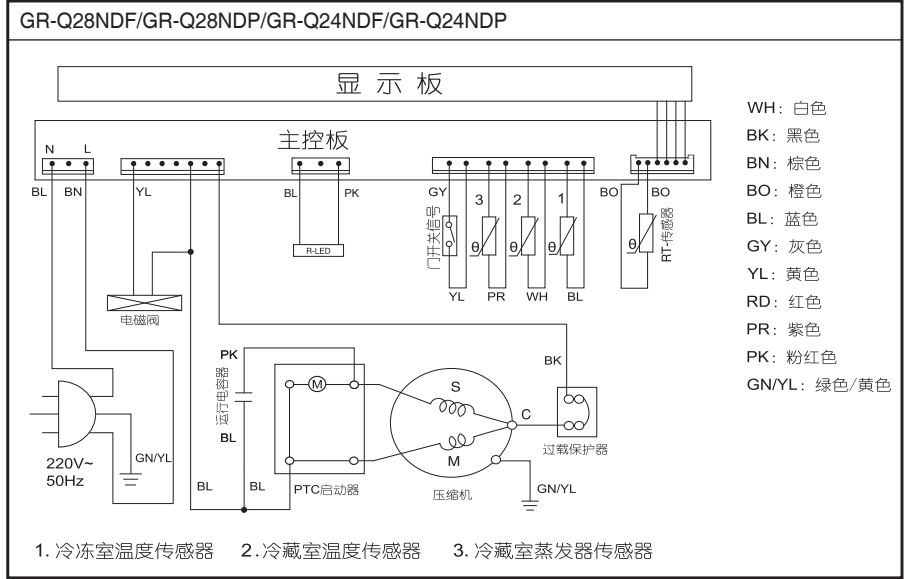 GR-Q28NDF/GR-Q28NDP/GR-Q24NDF/GR-Q24NDP
显示板
主控板
N L
BL BN YL BL PK GY 3 2 1 BO BO
门开关信号
θ θ θ θ
RT-传感器
R-LED
YL PR WH BL
电磁阀
WH: 白色
BK: 黑色
BN: 棕色
BO: 橙色
BL: 蓝色
GY: 灰色
YL: 黄色
RD: 红色
PR: 紫色
PK: 粉红色
GN/YL: 绿色/黄色
PK
运行电容器
BL
M
S
C
M
BK
过载保护器
220V~
50Hz
GN/YL
BL
BL
PTC启动器
压缩机
GN/YL
1. 冷冻室温度传感器 2.冷藏室温度传感器 3. 冷藏室蒸发器传感器